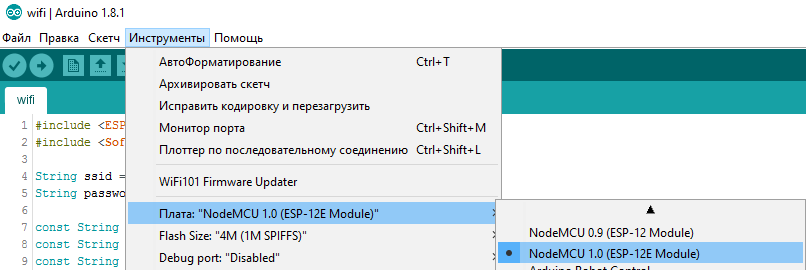 wifi | Arduino 1.8.1
Файл Правка Скетч Инструменты Помощь
wifi
АвтоФорматирование Ctrl+T
Архивировать скетч
Исправить кодировку и перезагрузить
Монитор порта Ctrl+Shift+M
Плоттер по последовательному соединению Ctrl+Shift+L
WiFi101 Firmware Updater
Плата: "NodeMCU 1.0 (ESP-12E Module)"
Flash Size: "4M (1M SPIFFS)"
Debug port: "Disabled"
1 #include <ESP
2 #include <Sof
3
4 String ssid =
5 String passwo
6
7 const String
8 const String
9 const String
NodeMCU 0.9 (ESP-12 Module)
NodeMCU 1.0 (ESP-12E Module)
Arduino Robot Control